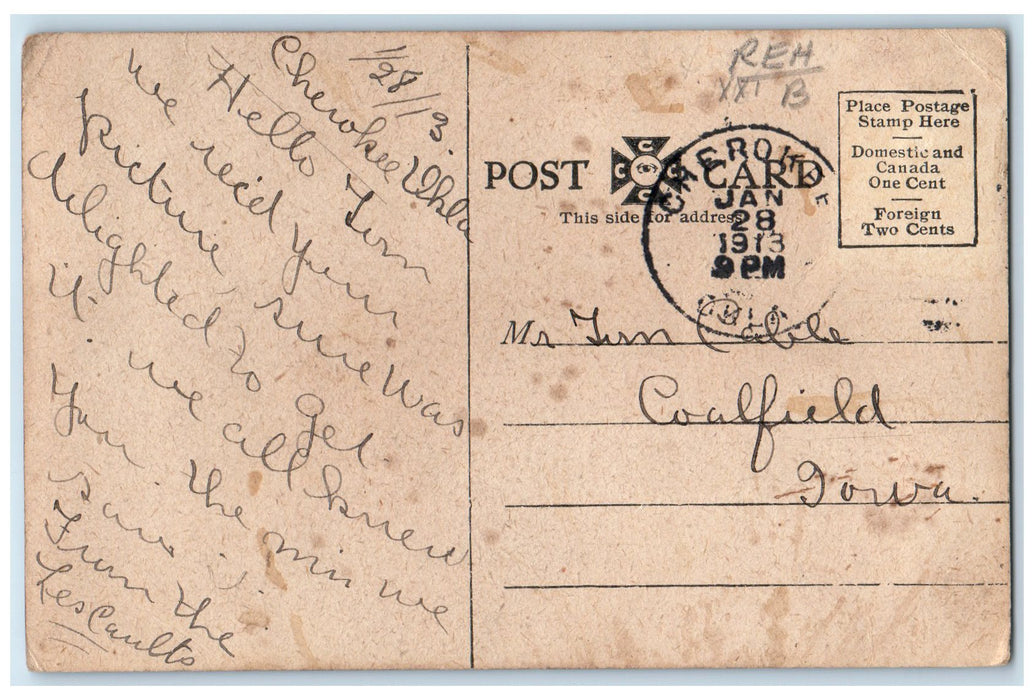 Cherokee Okla
1/28/13.
Hello Tom
we rec'd your
picture, sure was
delighted to get
it. we all knew
you the min we
saw it.
From the
LesCaults
REH
XXI B
POST CARD
This side for address
CHEROKEE
JAN
28
1913
9 PM
OKLA.
Place Postage
Stamp Here
Domestic and
Canada
One Cent
Foreign
Two Cents
Mr Tom Cable
Coalfield
Iowa.